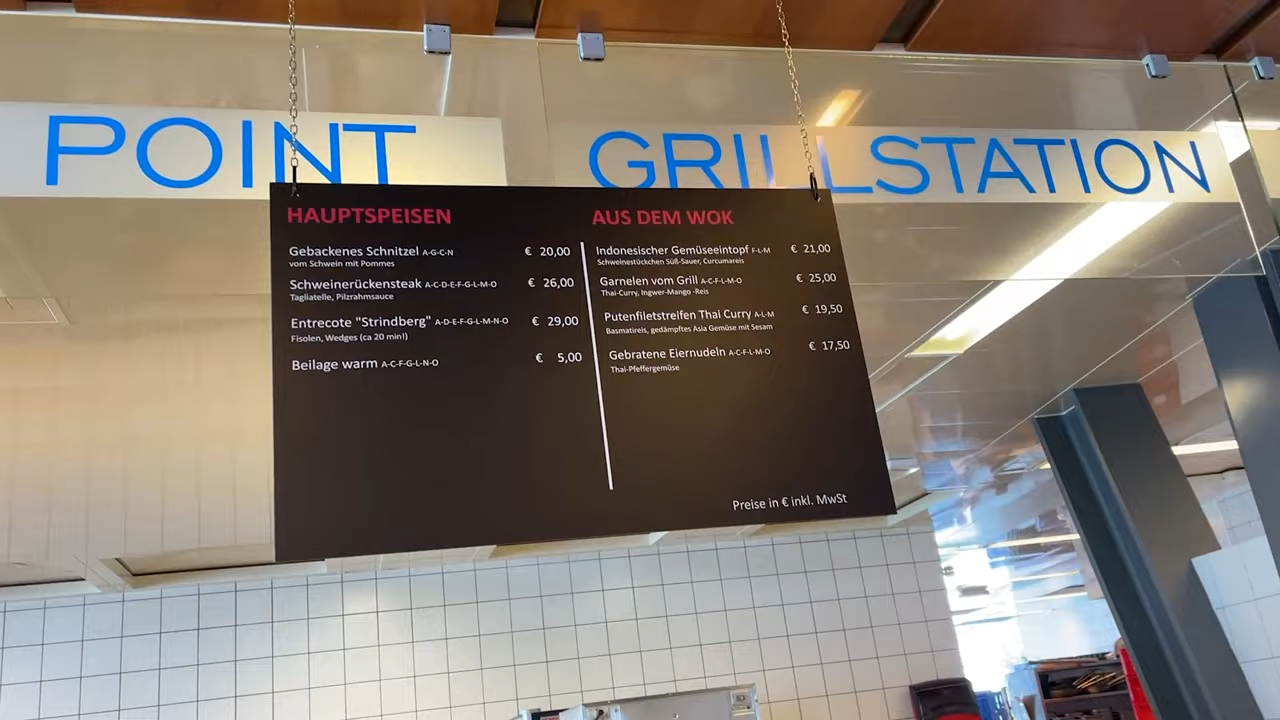 POINT
GRILLSTATION
HAUPTSPEISEN
Gebackenes Schnitzel A-G-C-N € 20,00
vom Schwein mit Pommes
Schweinerückensteak A-C-D-E-F-G-L-M-O € 26,00
Tagliatelle, Pilzrahmsauce
Entrecote "Strindberg" A-D-E-F-G-L-M-N-O € 29,00
Fisolen, Wedges (ca 20 min!)
Beilage warm A-C-F-G-L-N-O € 5,00
AUS DEM WOK
Indonesischer Gemüseeintopf F-L-M € 21,00
Schweinestückchen Süß-Sauer, Curcumareis
Garnelen vom Grill A-C-F-L-M-O € 25,00
Thai-Curry, Ingwer-Mango -Reis
Putenfiletstreifen Thai Curry A-L-M € 19,50
Basmatireis, gedämpftes Asia Gemüse mit Sesam
Gebratene Eiernudeln A-C-F-L-M-O € 17,50
Thai-Pfeffergemüse
Preise in € inkl. MwSt